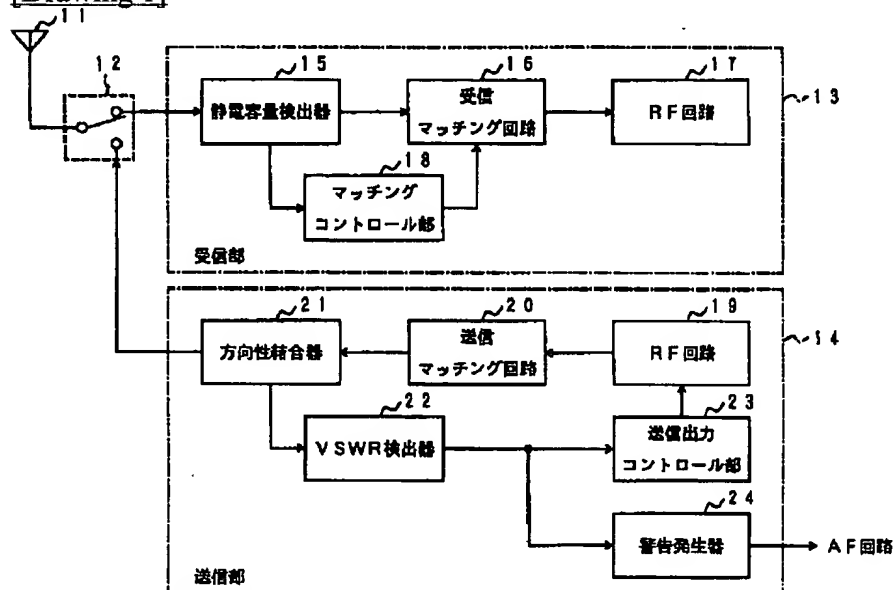 [Drawing 1]
11
12
15
16
17
13
静電容量検出器
受信
マッチング回路
RF回路
18
マッチング
コントロール部
受信部
21
20
19
14
方向性結合器
送信
マッチング回路
RF回路
22
23
VSWR検出器
送信出力
コントロール部
24
警告発生器
AF回路
送信部